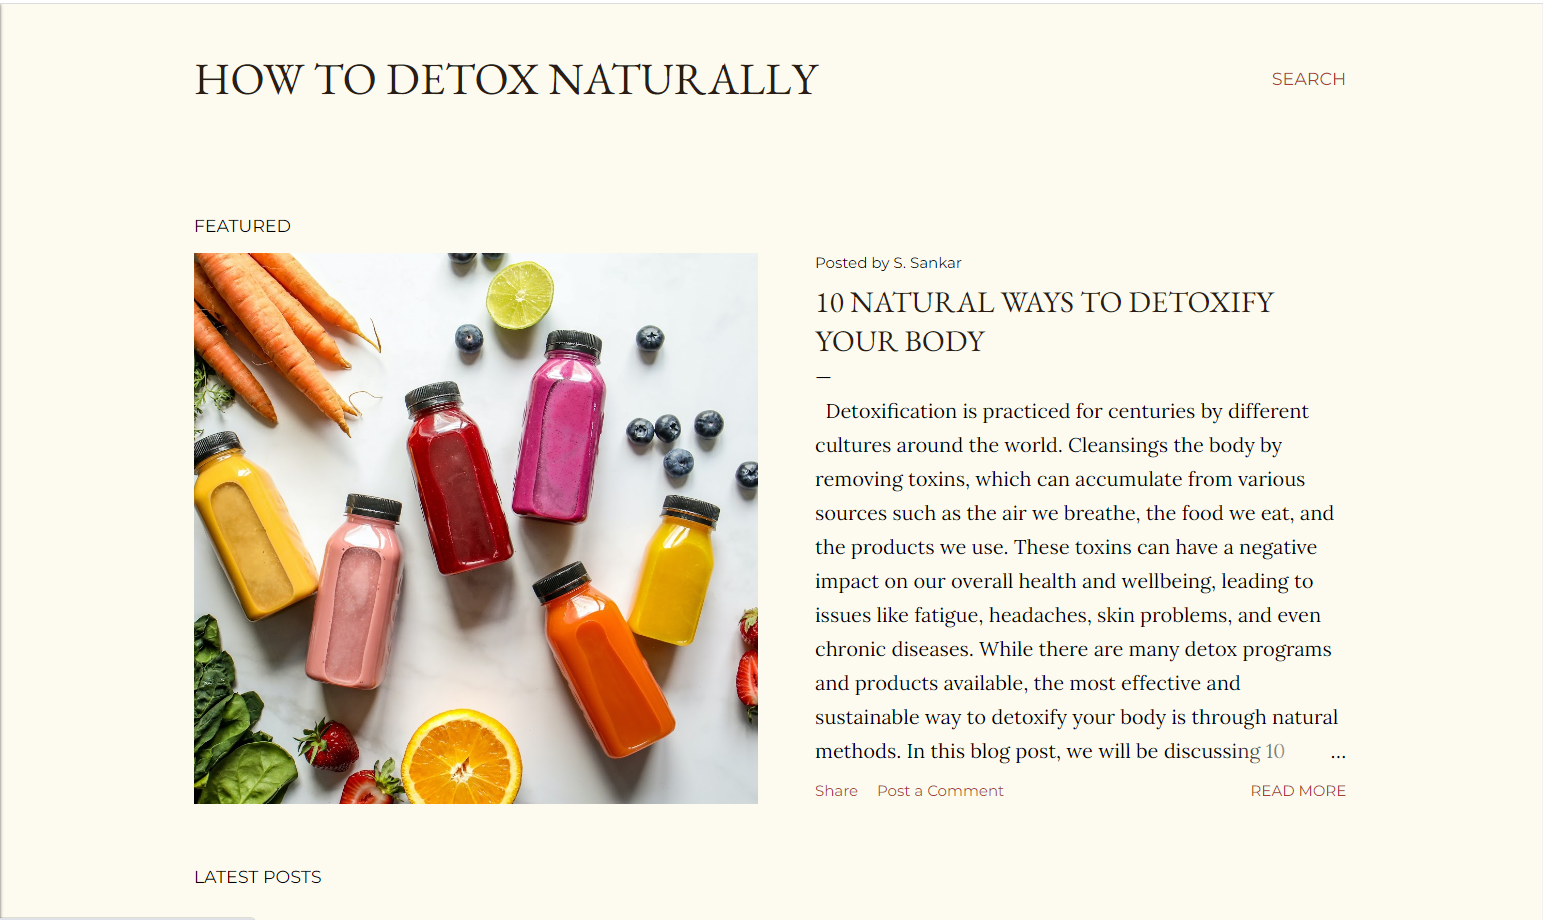 HOW TO DETOX NATURALLY
SEARCH
FEATURED
Posted by S. Sankar
10 NATURAL WAYS TO DETOXIFY
YOUR BODY
Detoxification is practiced for centuries by different
cultures around the world. Cleansings the body by
removing toxins, which can accumulate from various
sources such as the air we breathe, the food we eat, and
the products we use. These toxins can have a negative
impact on our overall health and wellbeing, leading to
issues like fatigue, headaches, skin problems, and even
chronic diseases. While there are many detox programs
and products available, the most effective and
sustainable way to detoxify your body is through natural
methods. In this blog post, we will be discussing 10 ...
Share Post a Comment READ MORE
LATEST POSTS